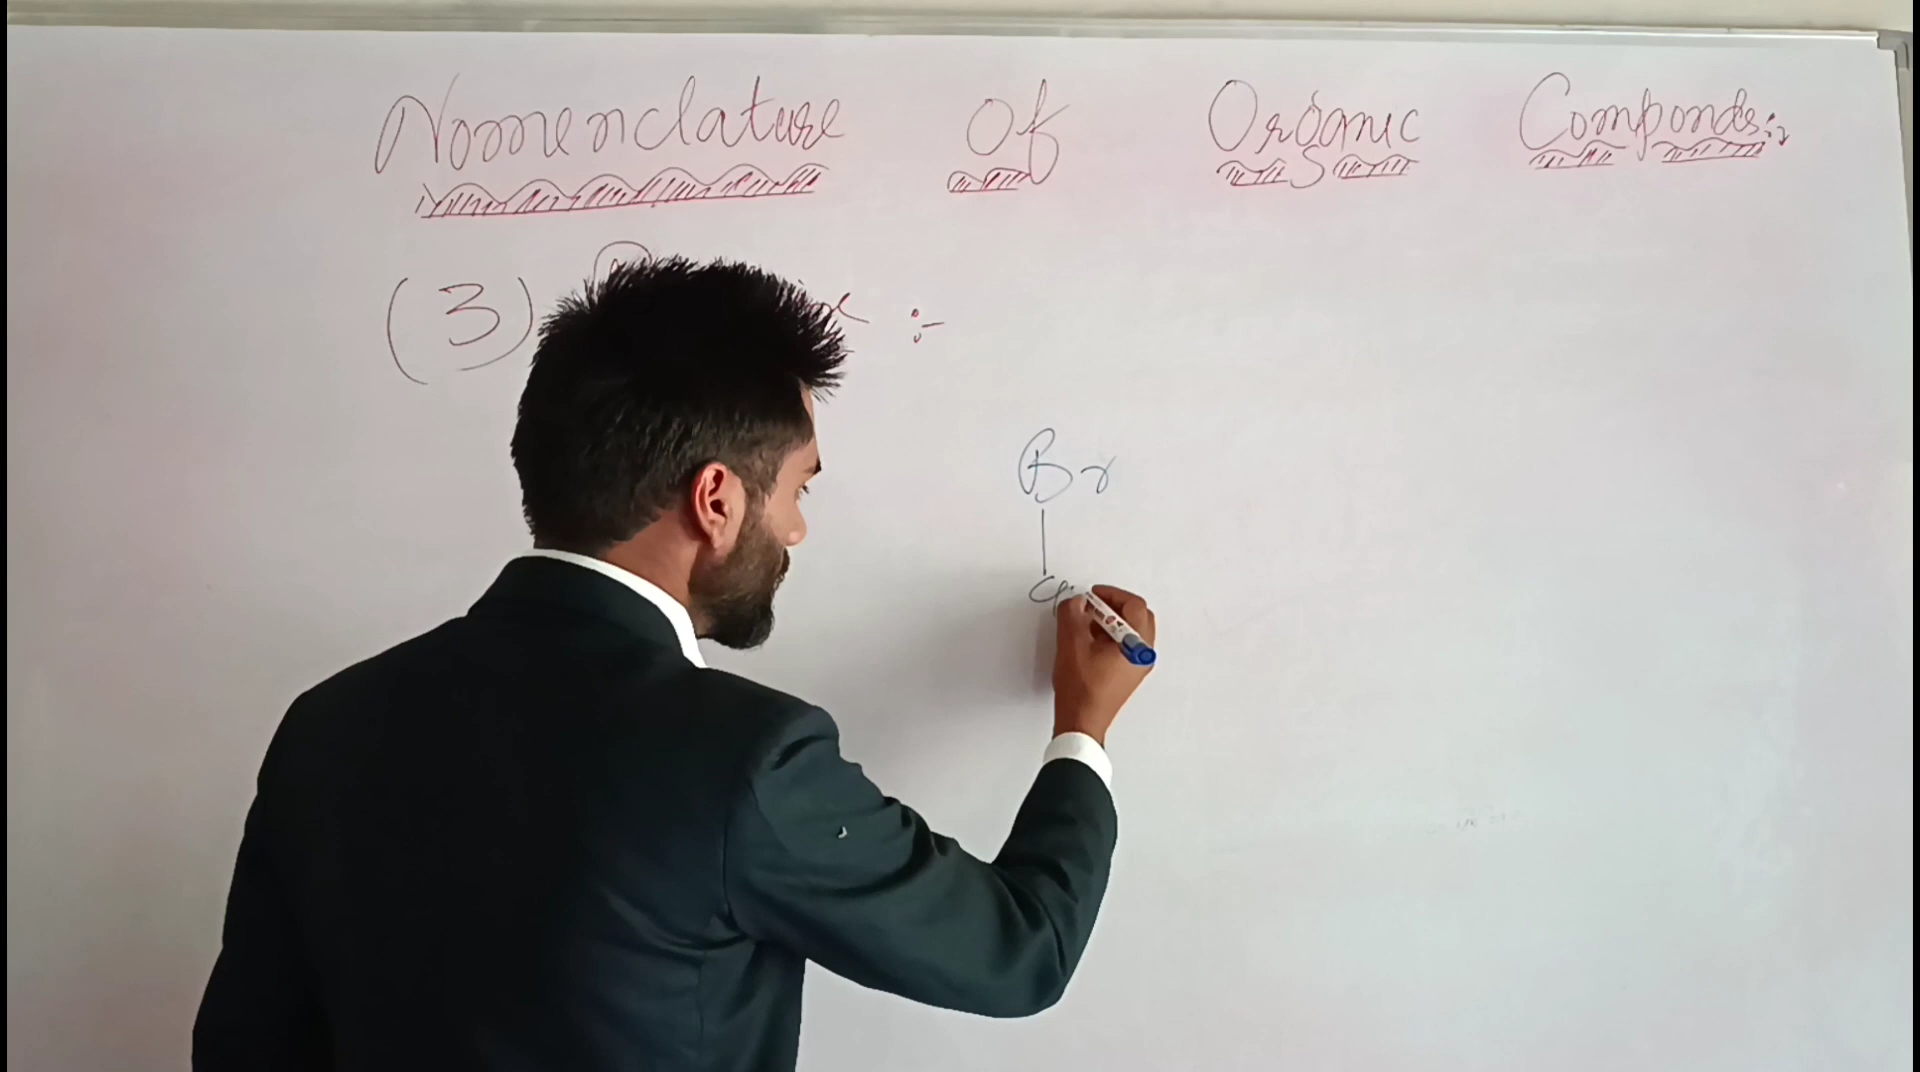 Nomenclature Of Organic Componds:-
(3) :-
Br